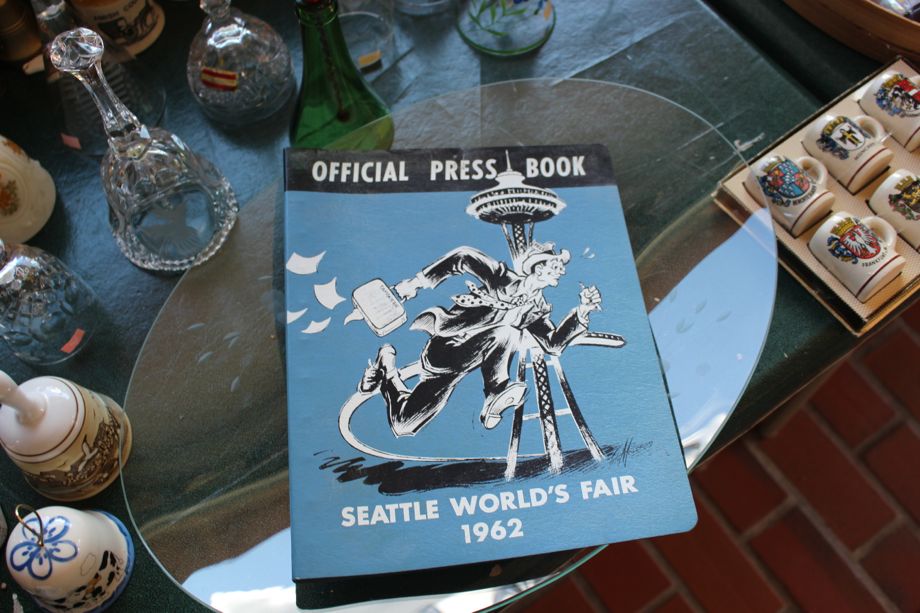 OFFICIAL PRESS BOOK
SEATTLE WORLD'S FAIR
1962